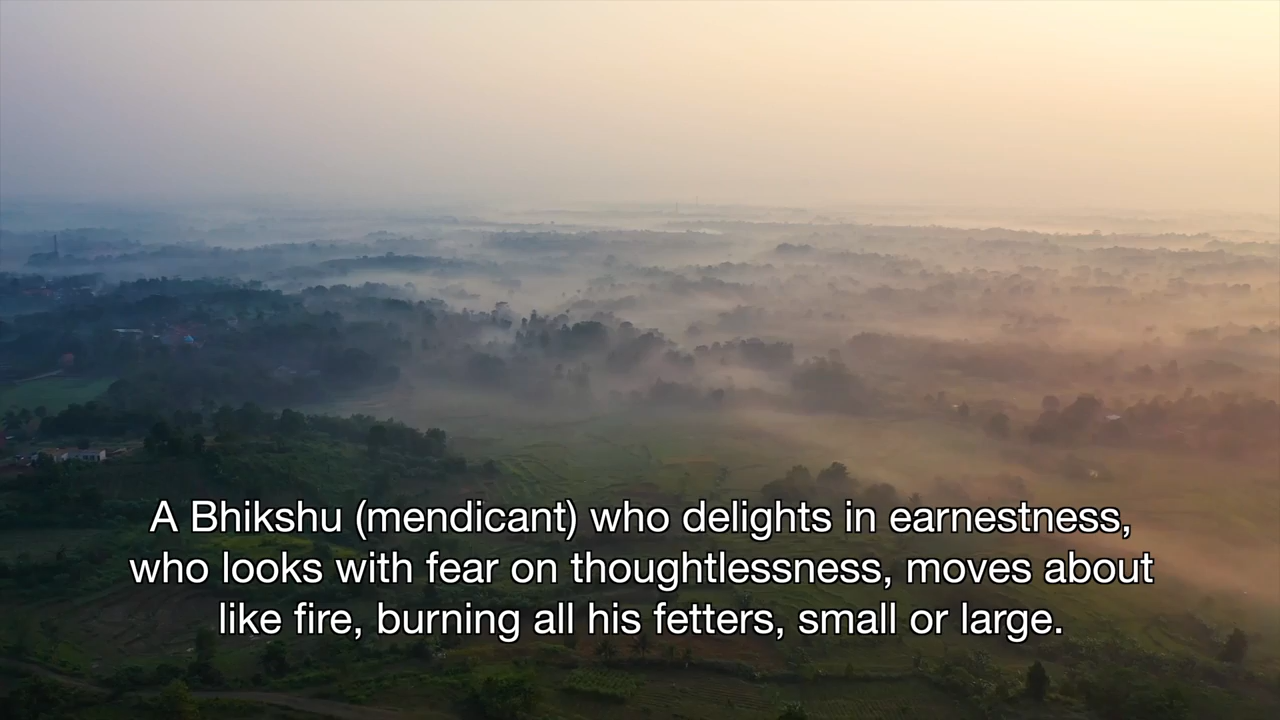 A Bhikshu (mendicant) who delights in earnestness,
who looks with fear on thoughtlessness, moves about
like fire, burning all his fetters, small or large.